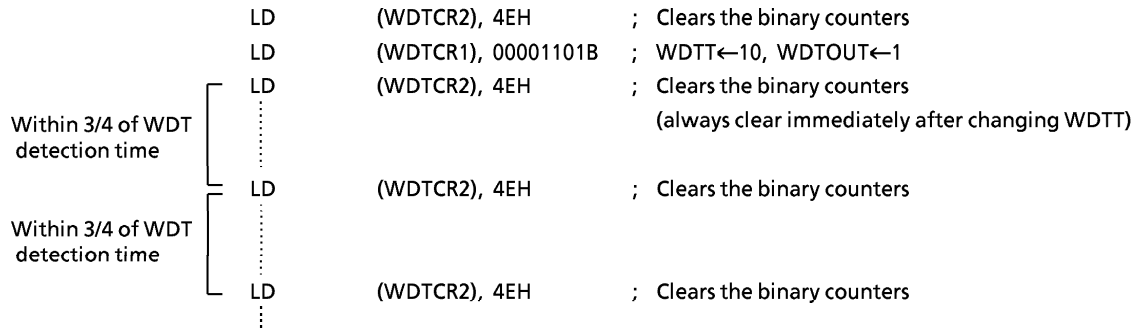 LD (WDTCR2), 4EH ; Clears the binary counters
LD (WDTCR1), 00001101B ; WDTT←10, WDTOUT←1
LD (WDTCR2), 4EH ; Clears the binary counters
(always clear immediately after changing WDTT)
Within 3/4 of WDT
detection time
LD (WDTCR2), 4EH ; Clears the binary counters
Within 3/4 of WDT
detection time
LD (WDTCR2), 4EH ; Clears the binary counters